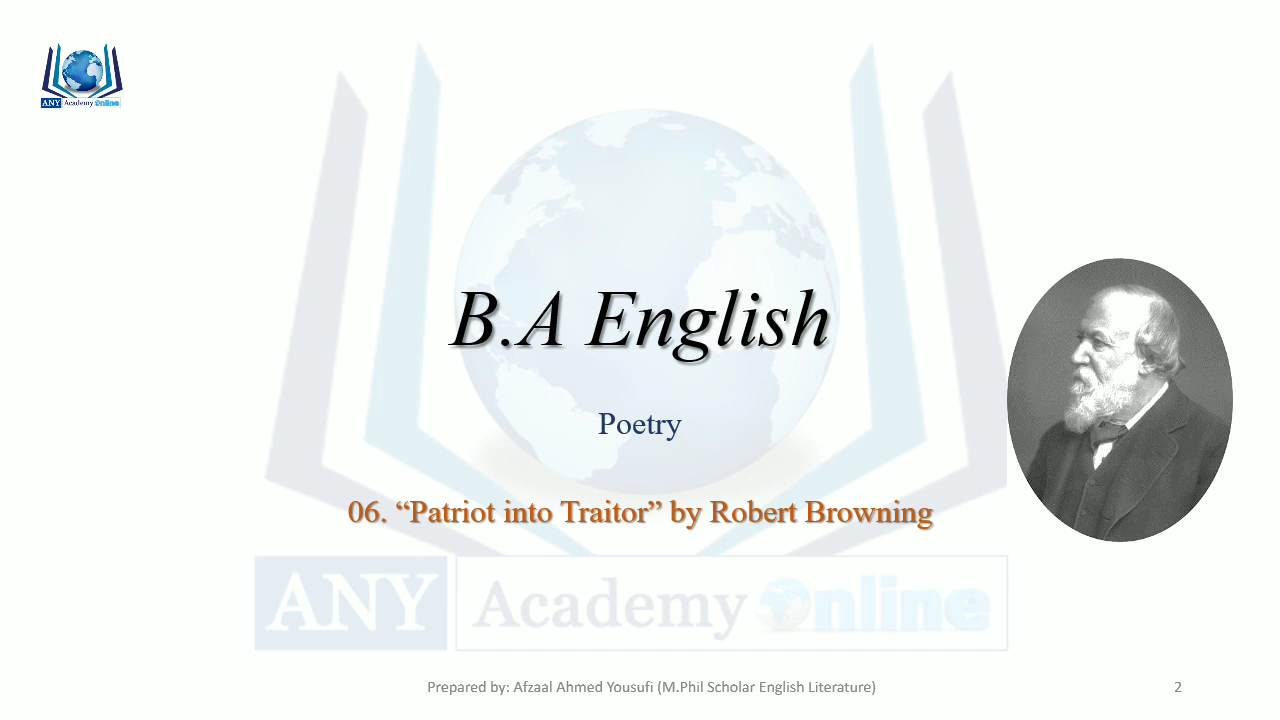 ANY Academy Online
B.A English
Poetry
06. “Patriot into Traitor” by Robert Browning
ANY Academy Online
Prepared by: Afzaal Ahmed Yousufi (M.Phil Scholar English Literature)
2